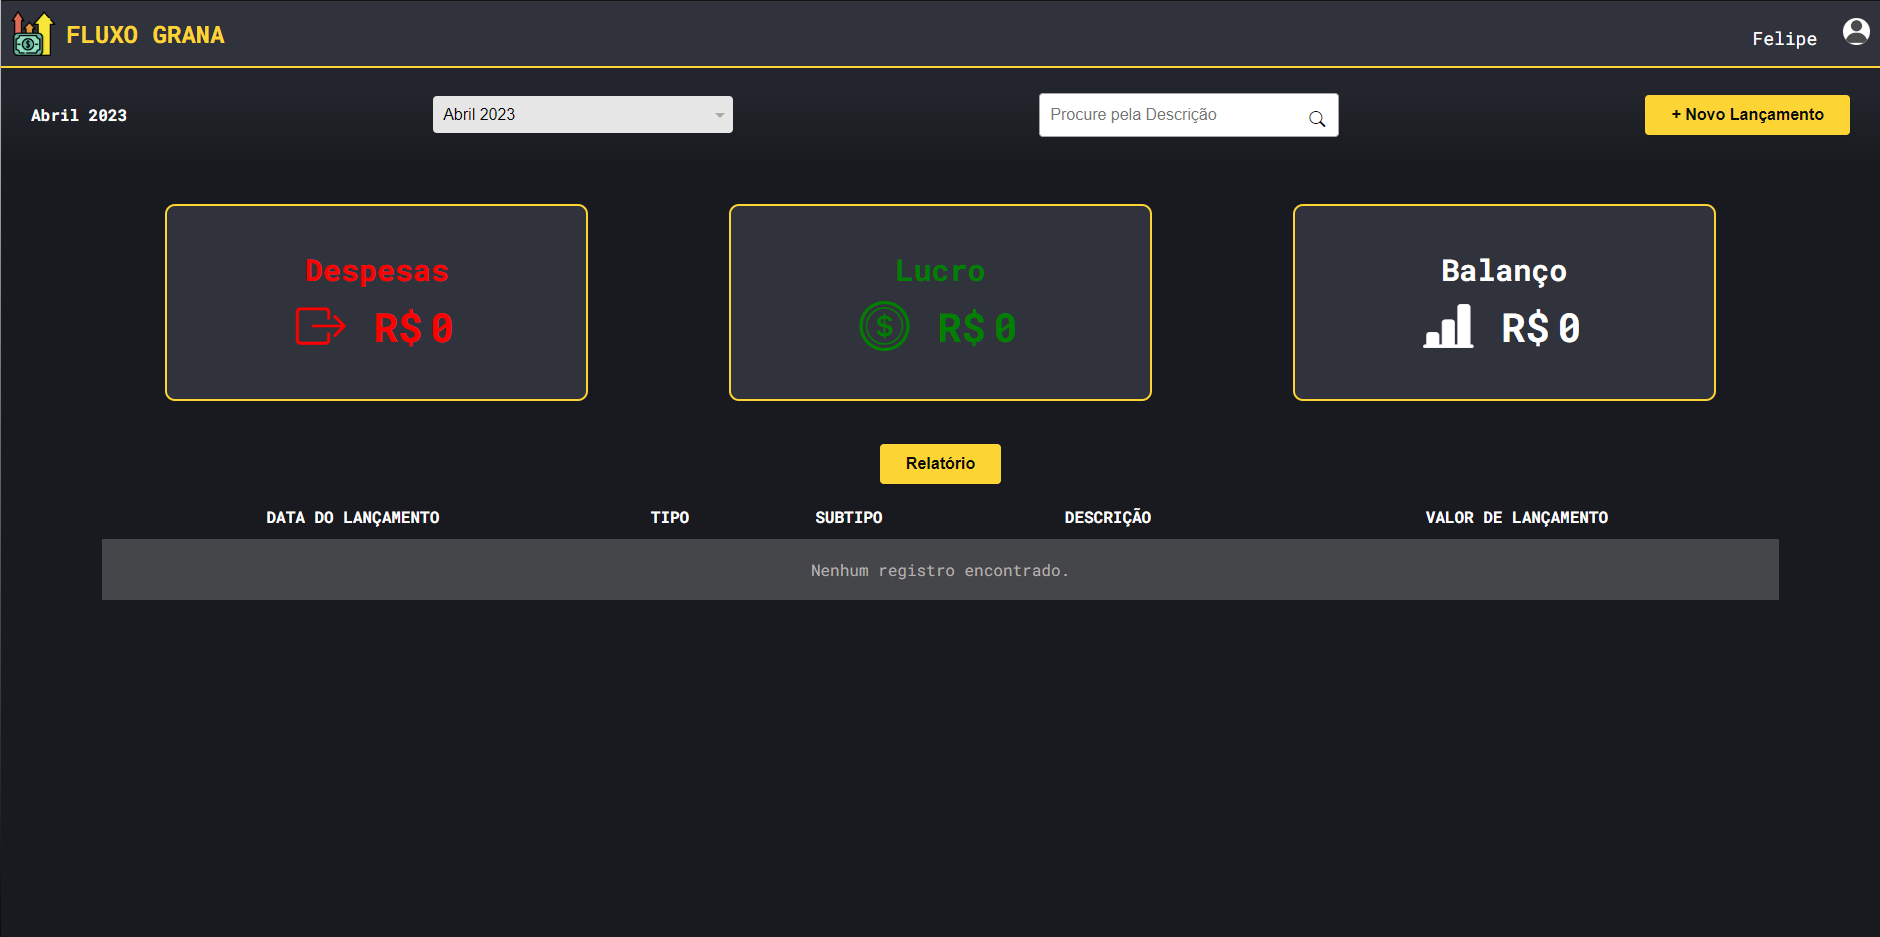 FLUXO GRANA
Felipe
Abril 2023
Abril 2023
Procure pela Descrição
+ Novo Lançamento
Despesas
R$ 0
Lucro
$ R$ 0
Balanço
R$ 0
Relatório
DATA DO LANÇAMENTO TIPO SUBTIPO DESCRIÇÃO VALOR DE LANÇAMENTO
Nenhum registro encontrado.